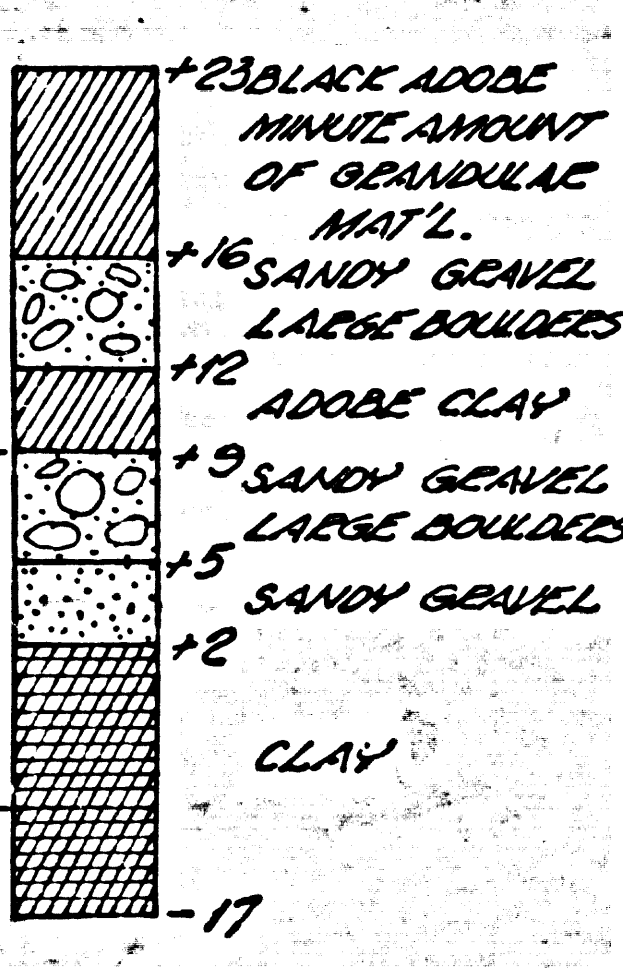 +23 BLACK ADOBE
MINUTE AMOUNT
OF GRANDULAR
MAT'L.
+16 SANDY GRAVEL
LARGE BOULDERS
+12
ADOBE CLAY
+9 SANDY GRAVEL
LARGE BOULDERS
+5
SANDY GRAVEL
+2
CLAY
-17